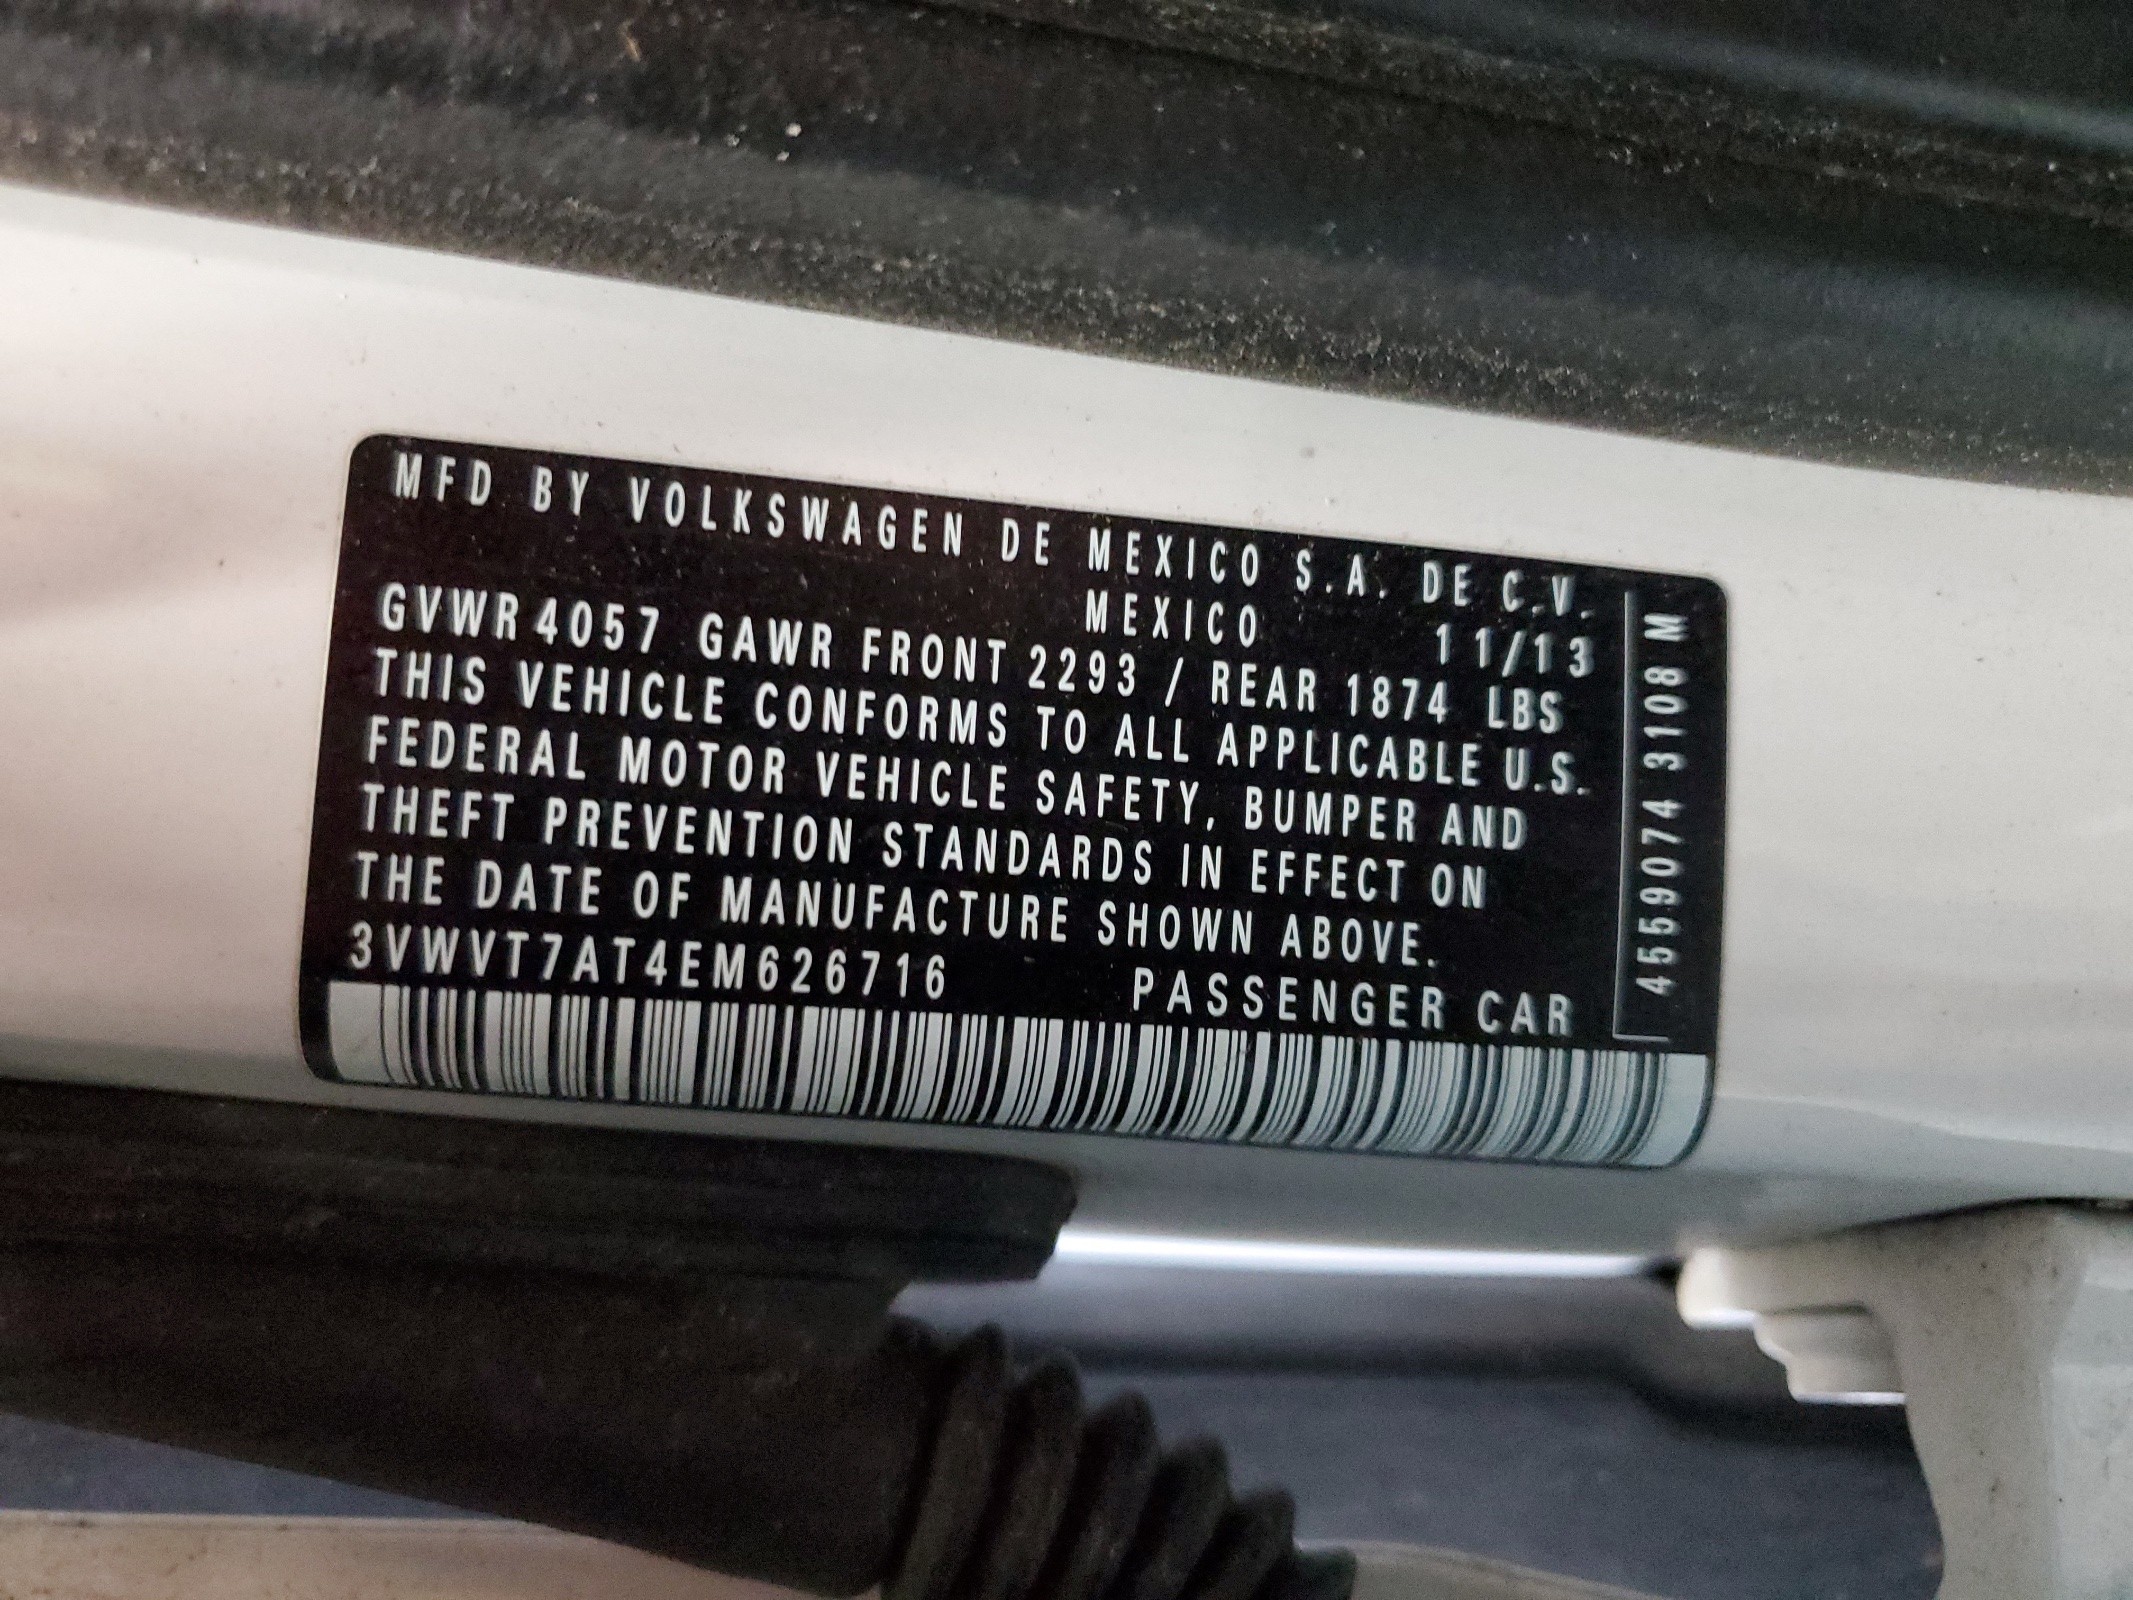 MFD BY VOLKSWAGEN DE MEXICO S.A. DE C.V.
MEXICO 11/13
GVWR 4057 GAWR FRONT 2293 / REAR 1874 LBS
THIS VEHICLE CONFORMS TO ALL APPLICABLE U.S.
FEDERAL MOTOR VEHICLE SAFETY, BUMPER AND
THEFT PREVENTION STANDARDS IN EFFECT ON
THE DATE OF MANUFACTURE SHOWN ABOVE.
3VWVT7AT4EM626716 PASSENGER CAR
4559074 3108 M